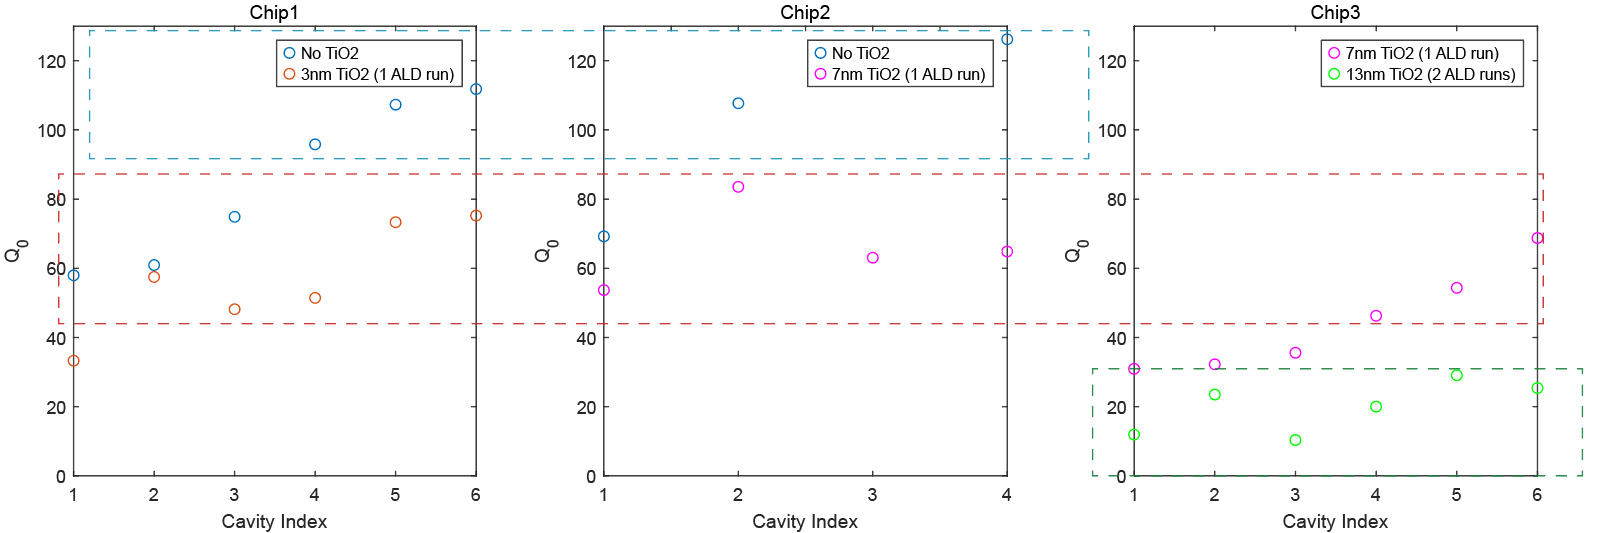 Chip1
No TiO2
3nm TiO2 (1 ALD run)
120
100
80
60
40
20
0
Q0
1 2 3 4 5 6
Cavity Index
Chip2
No TiO2
7nm TiO2 (1 ALD run)
120
100
80
60
40
20
0
Q0
1 2 3 4
Cavity Index
Chip3
7nm TiO2 (1 ALD run)
13nm TiO2 (2 ALD runs)
120
100
80
60
40
20
0
Q0
1 2 3 4 5 6
Cavity Index